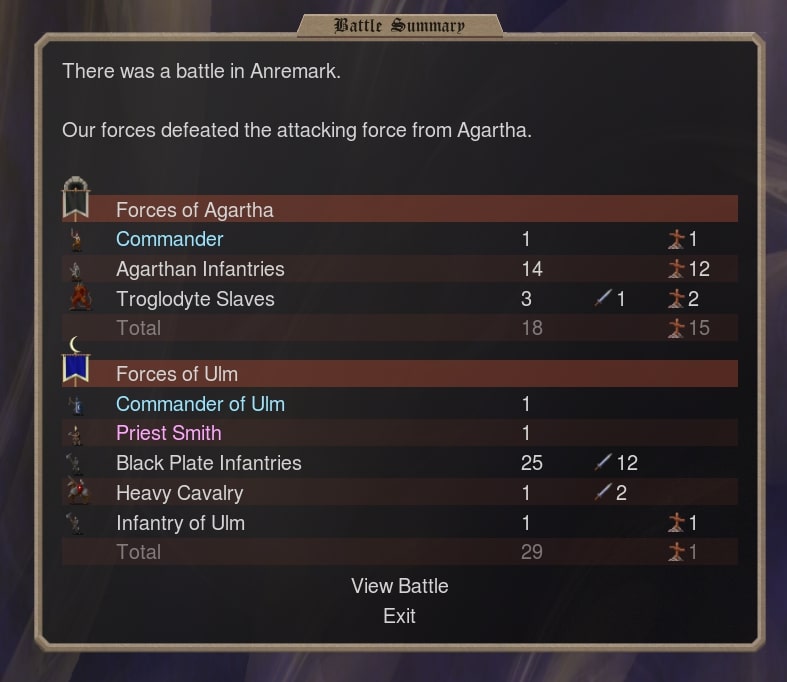 Battle Summary
There was a battle in Anremark.
Our forces defeated the attacking force from Agartha.
Forces of Agartha
Commander 1 1
Agarthan Infantries 14 12
Troglodyte Slaves 3 1 2
Total 18 15
Forces of Ulm
Commander of Ulm 1
Priest Smith 1
Black Plate Infantries 25 12
Heavy Cavalry 1 2
Infantry of Ulm 1 1
Total 29 1
View Battle
Exit